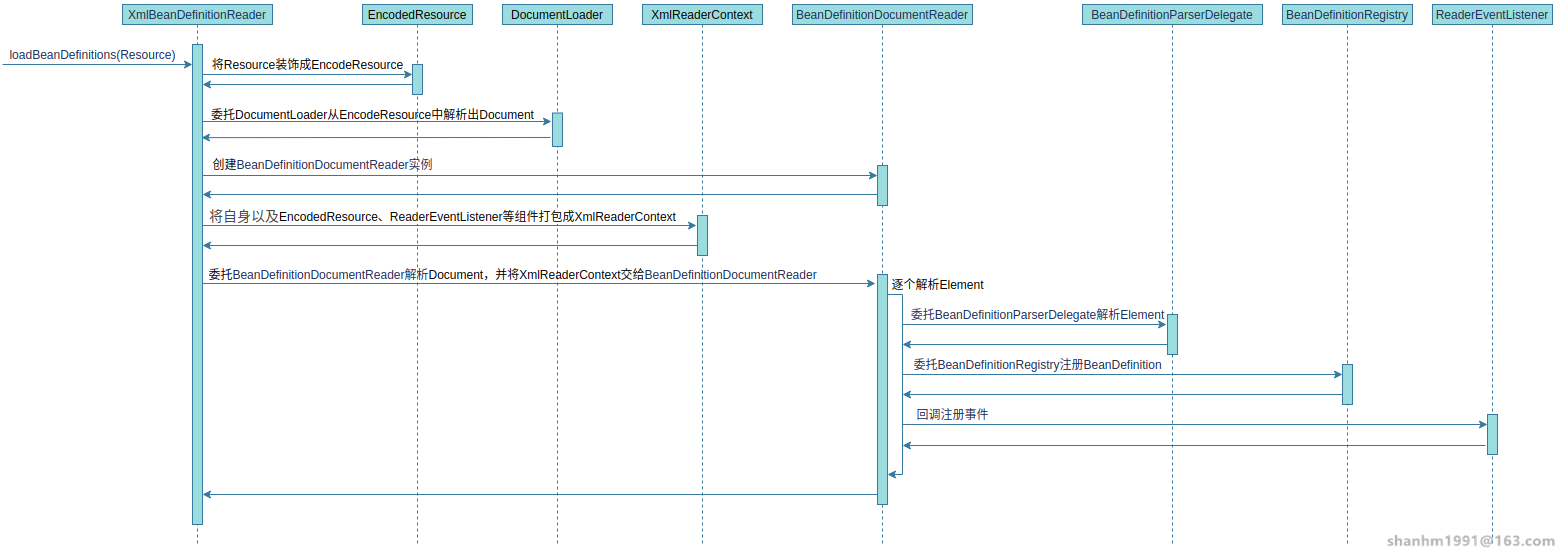 XmlBeanDefinitionReader
EncodedResource
DocumentLoader
XmlReaderContext
BeanDefinitionDocumentReader
BeanDefinitionParserDelegate
BeanDefinitionRegistry
ReaderEventListener
loadBeanDefinitions(Resource)
将Resource装饰成EncodeResource
委托DocumentLoader从EncodeResource中解析出Document
创建BeanDefinitionDocumentReader实例
将自身以及EncodedResource、ReaderEventListener等组件打包成XmlReaderContext
委托BeanDefinitionDocumentReader解析Document，并将XmlReaderContext交给BeanDefinitionDocumentReader
逐个解析Element
委托BeanDefinitionParserDelegate解析Element
委托BeanDefinitionRegistry注册BeanDefinition
回调注册事件
shanhm1991@163.com